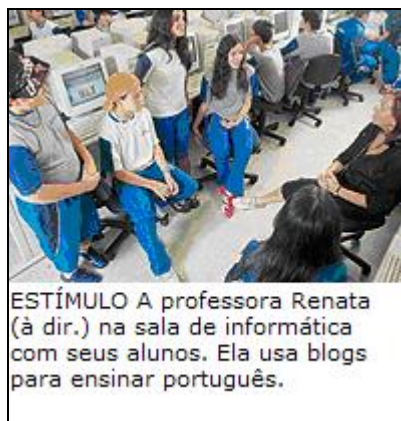 ESTÍMULO A professora Renata
(à dir.) na sala de informática
com seus alunos. Ela usa blogs
para ensinar português.